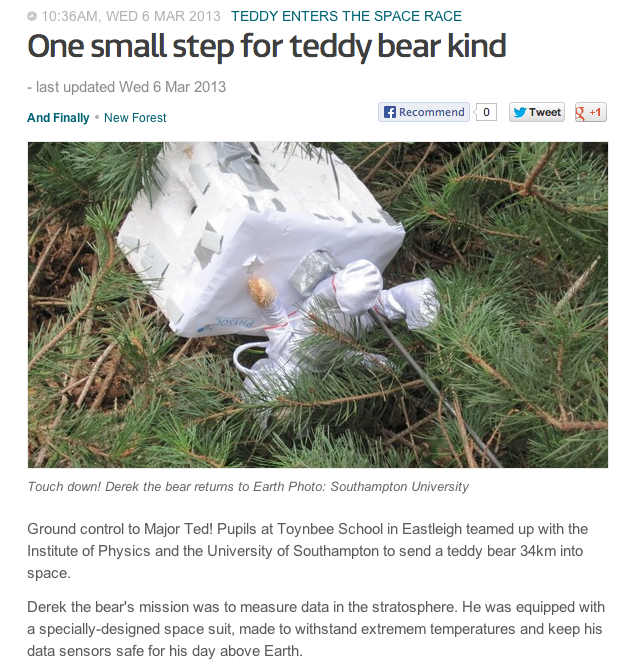 10:36AM, WED 6 MAR 2013 TEDDY ENTERS THE SPACE RACE
One small step for teddy bear kind
- last updated Wed 6 Mar 2013
And Finally • New Forest
Recommend 0 Tweet +1
PhySoc
Touch down! Derek the bear returns to Earth Photo: Southampton University
Ground control to Major Ted! Pupils at Toynbee School in Eastleigh teamed up with the
Institute of Physics and the University of Southampton to send a teddy bear 34km into
space.
Derek the bear's mission was to measure data in the stratosphere. He was equipped with
a specially-designed space suit, made to withstand extremem temperatures and keep his
data sensors safe for his day above Earth.